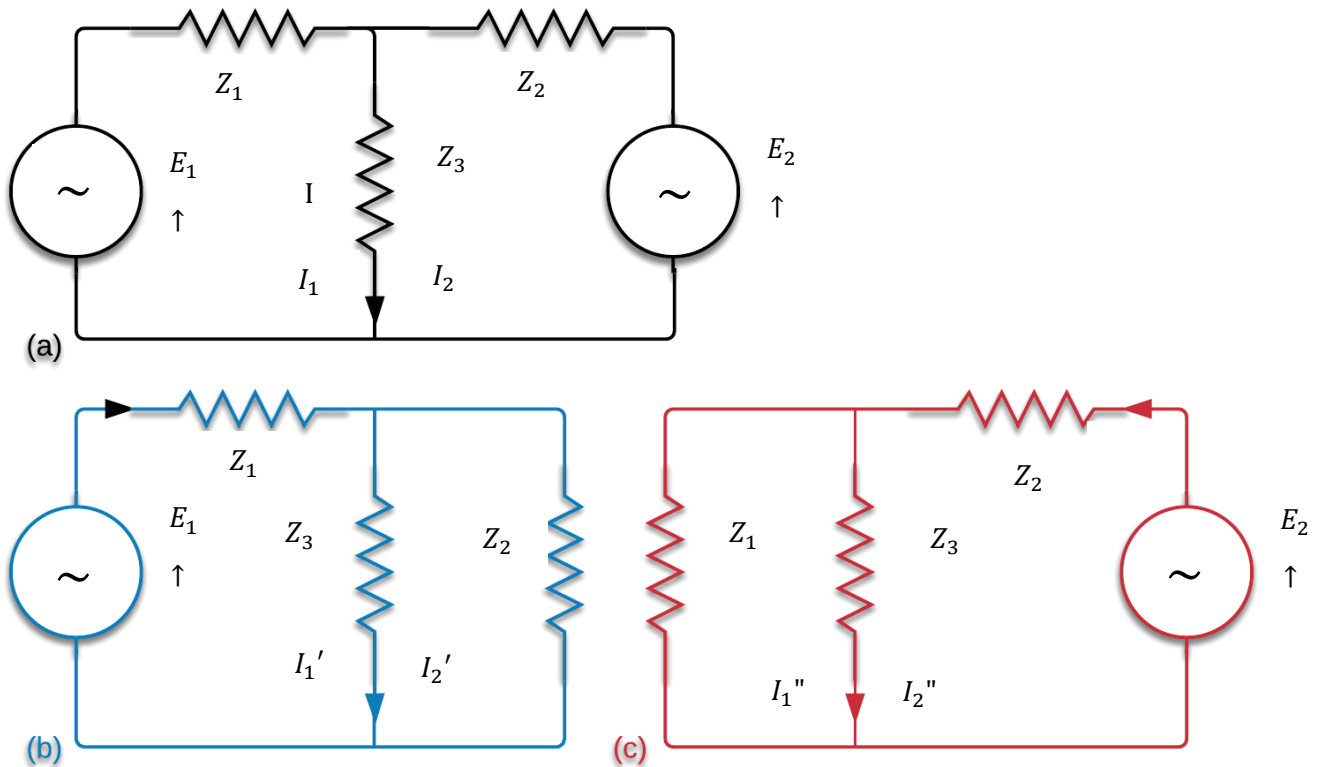 Z₁
Z₂
E₁
↑
Z₃
E₂
↑
~
~
I
I₁
I₂
(a)
Z₁
E₁
↑
~
Z₃
Z₂
I₁′
I₂′
(b)
Z₂
Z₁
Z₃
E₂
↑
~
I₁"
I₂"
(c)